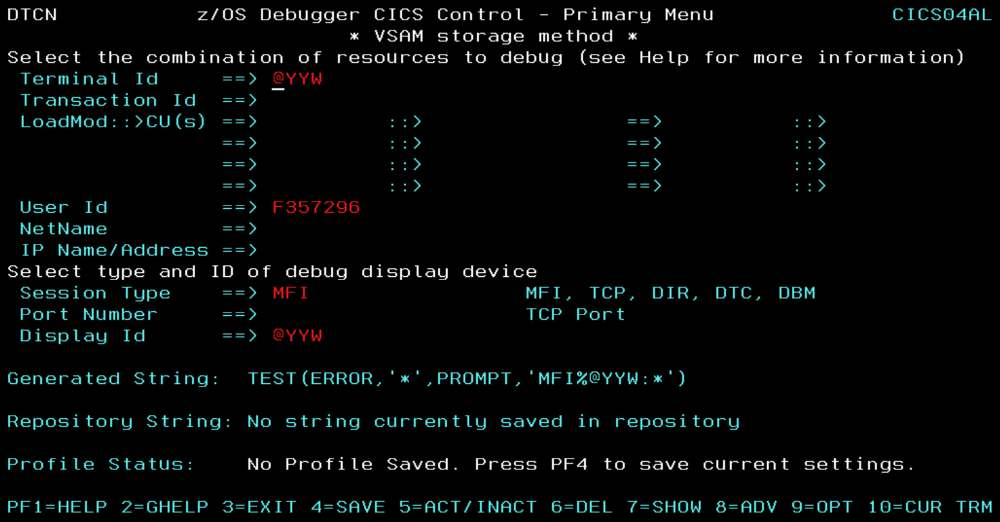 DTCN z/OS Debugger CICS Control - Primary Menu CICS04AL
* VSAM storage method *
Select the combination of resources to debug (see Help for more information)
Terminal Id ==> @YYW
Transaction Id ==>
LoadMod::>CU(s) ==> ::> ==> ::>
==> ::> ==> ::>
==> ::> ==> ::>
==> ::> ==> ::>
User Id ==> F357296
NetName ==>
IP Name/Address ==>
Select type and ID of debug display device
Session Type ==> MFI MFI, TCP, DIR, DTC, DBM
Port Number ==> TCP Port
Display Id ==> @YYW
Generated String: TEST(ERROR,'*',PROMPT,'MFI%@YYW:*')
Repository String: No string currently saved in repository
Profile Status: No Profile Saved. Press PF4 to save current settings.
PF1=HELP 2=GHELP 3=EXIT 4=SAVE 5=ACT/INACT 6=DEL 7=SHOW 8=ADV 9=OPT 10=CUR TRM